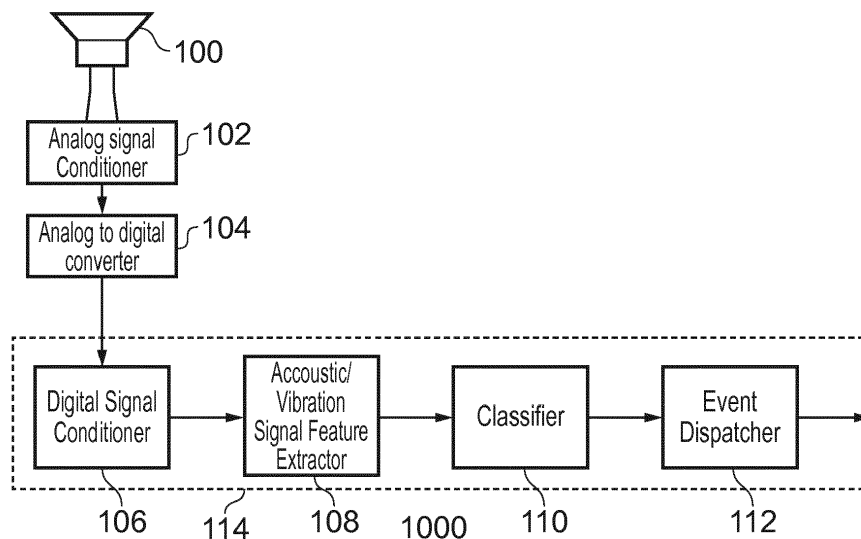 100
Analog signal
Conditioner
102
Analog to digital
converter
104
Digital Signal
Conditioner
Accoustic/
Vibration
Signal Feature
Extractor
Classifier
Event
Dispatcher
106
114
108
1000
110
112